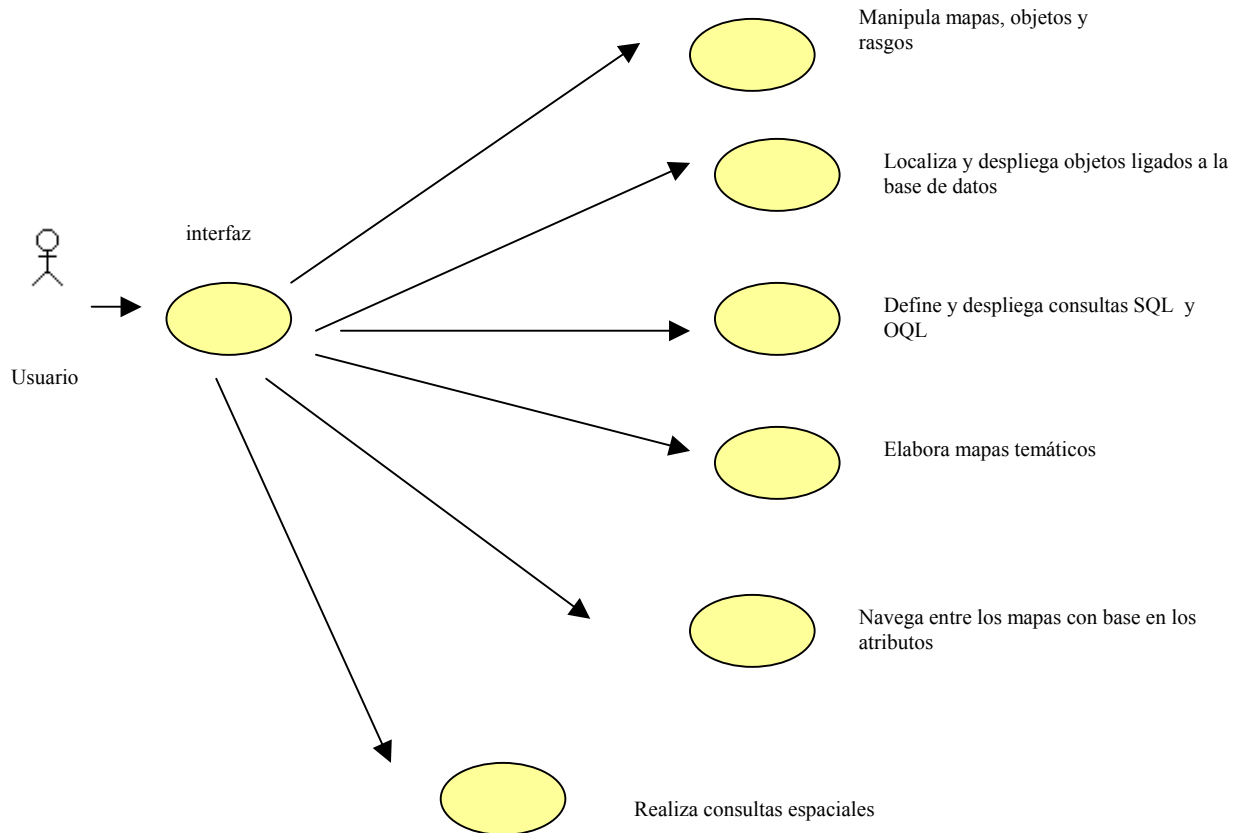 Manipula mapas, objetos y
rasgos
Localiza y despliega objetos ligados a la
base de datos
interfaz
Define y despliega consultas SQL y
OQL
Usuario
Elabora mapas temáticos
Navega entre los mapas con base en los
atributos
Realiza consultas espaciales